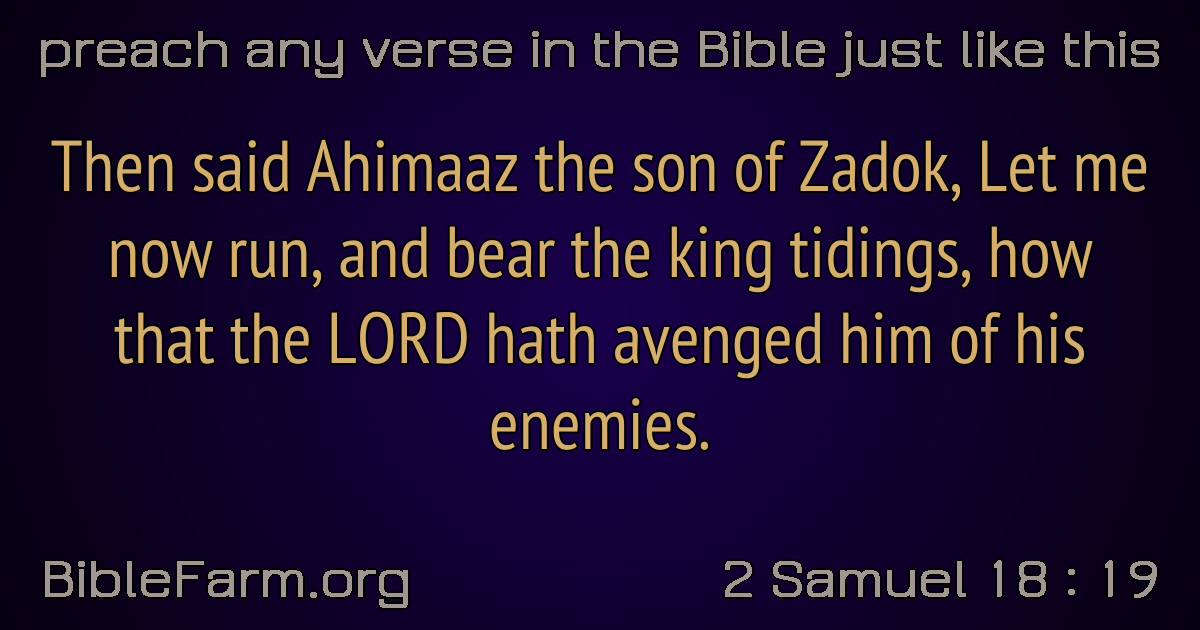 preach any verse in the Bible just like this
Then said Ahimaaz the son of Zadok, Let me
now run, and bear the king tidings, how
that the LORD hath avenged him of his
enemies.
BibleFarm.org
2 Samuel 18 : 19